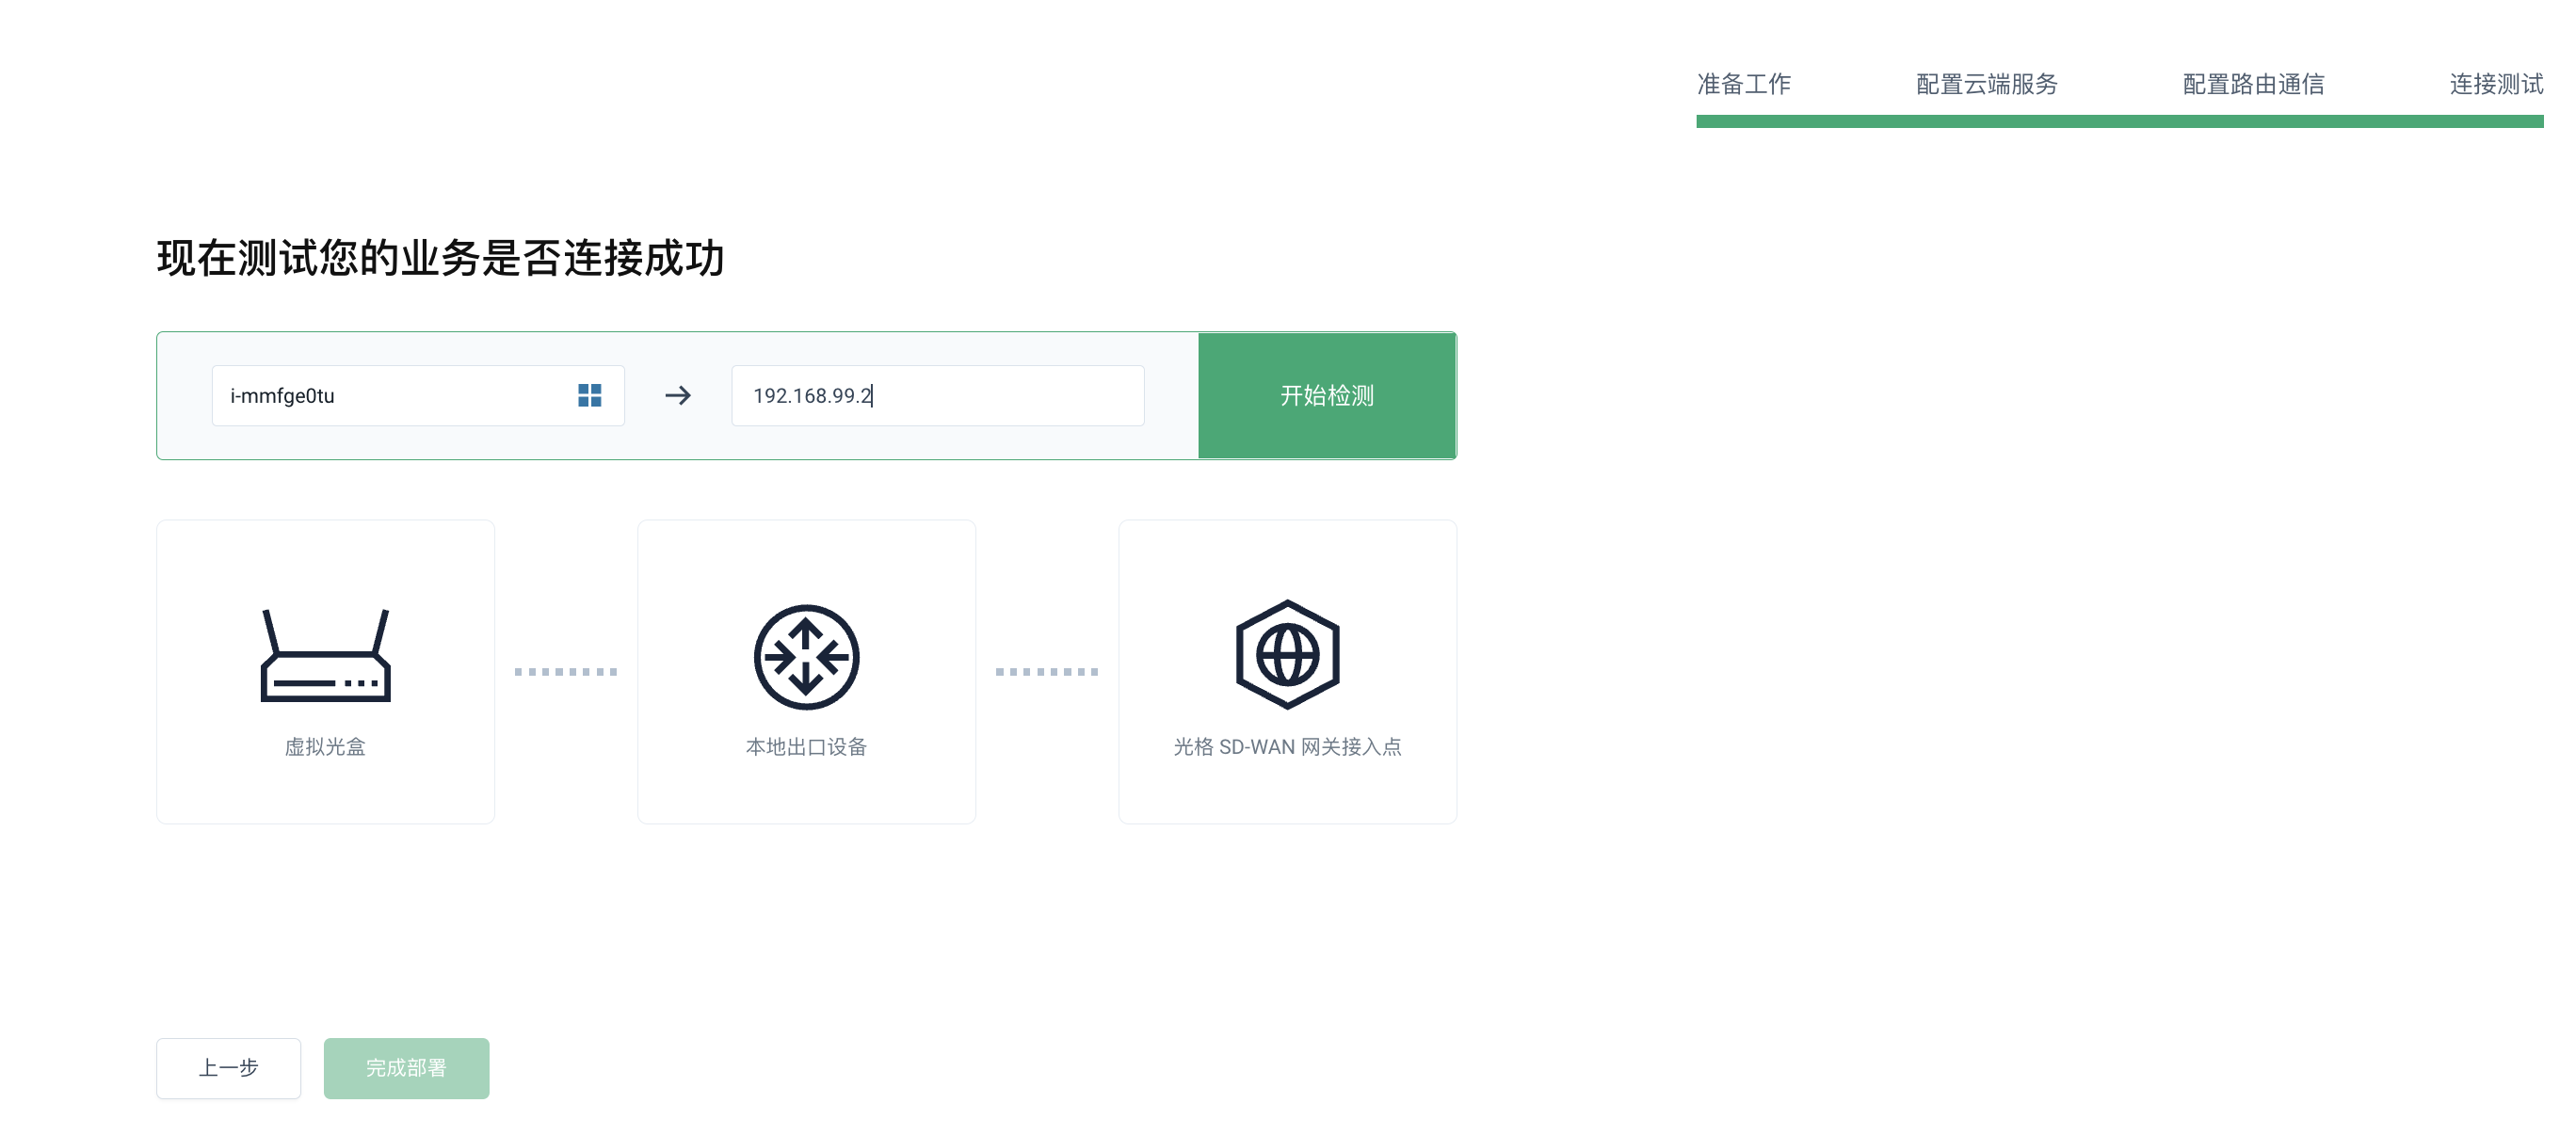 准备工作
配置云端服务
配置路由通信
连接测试
现在测试您的业务是否连接成功
i-mmfge0tu
192.168.99.2
开始检测
虚拟光盒
本地出口设备
光格 SD-WAN 网关接入点
上一步
完成部署